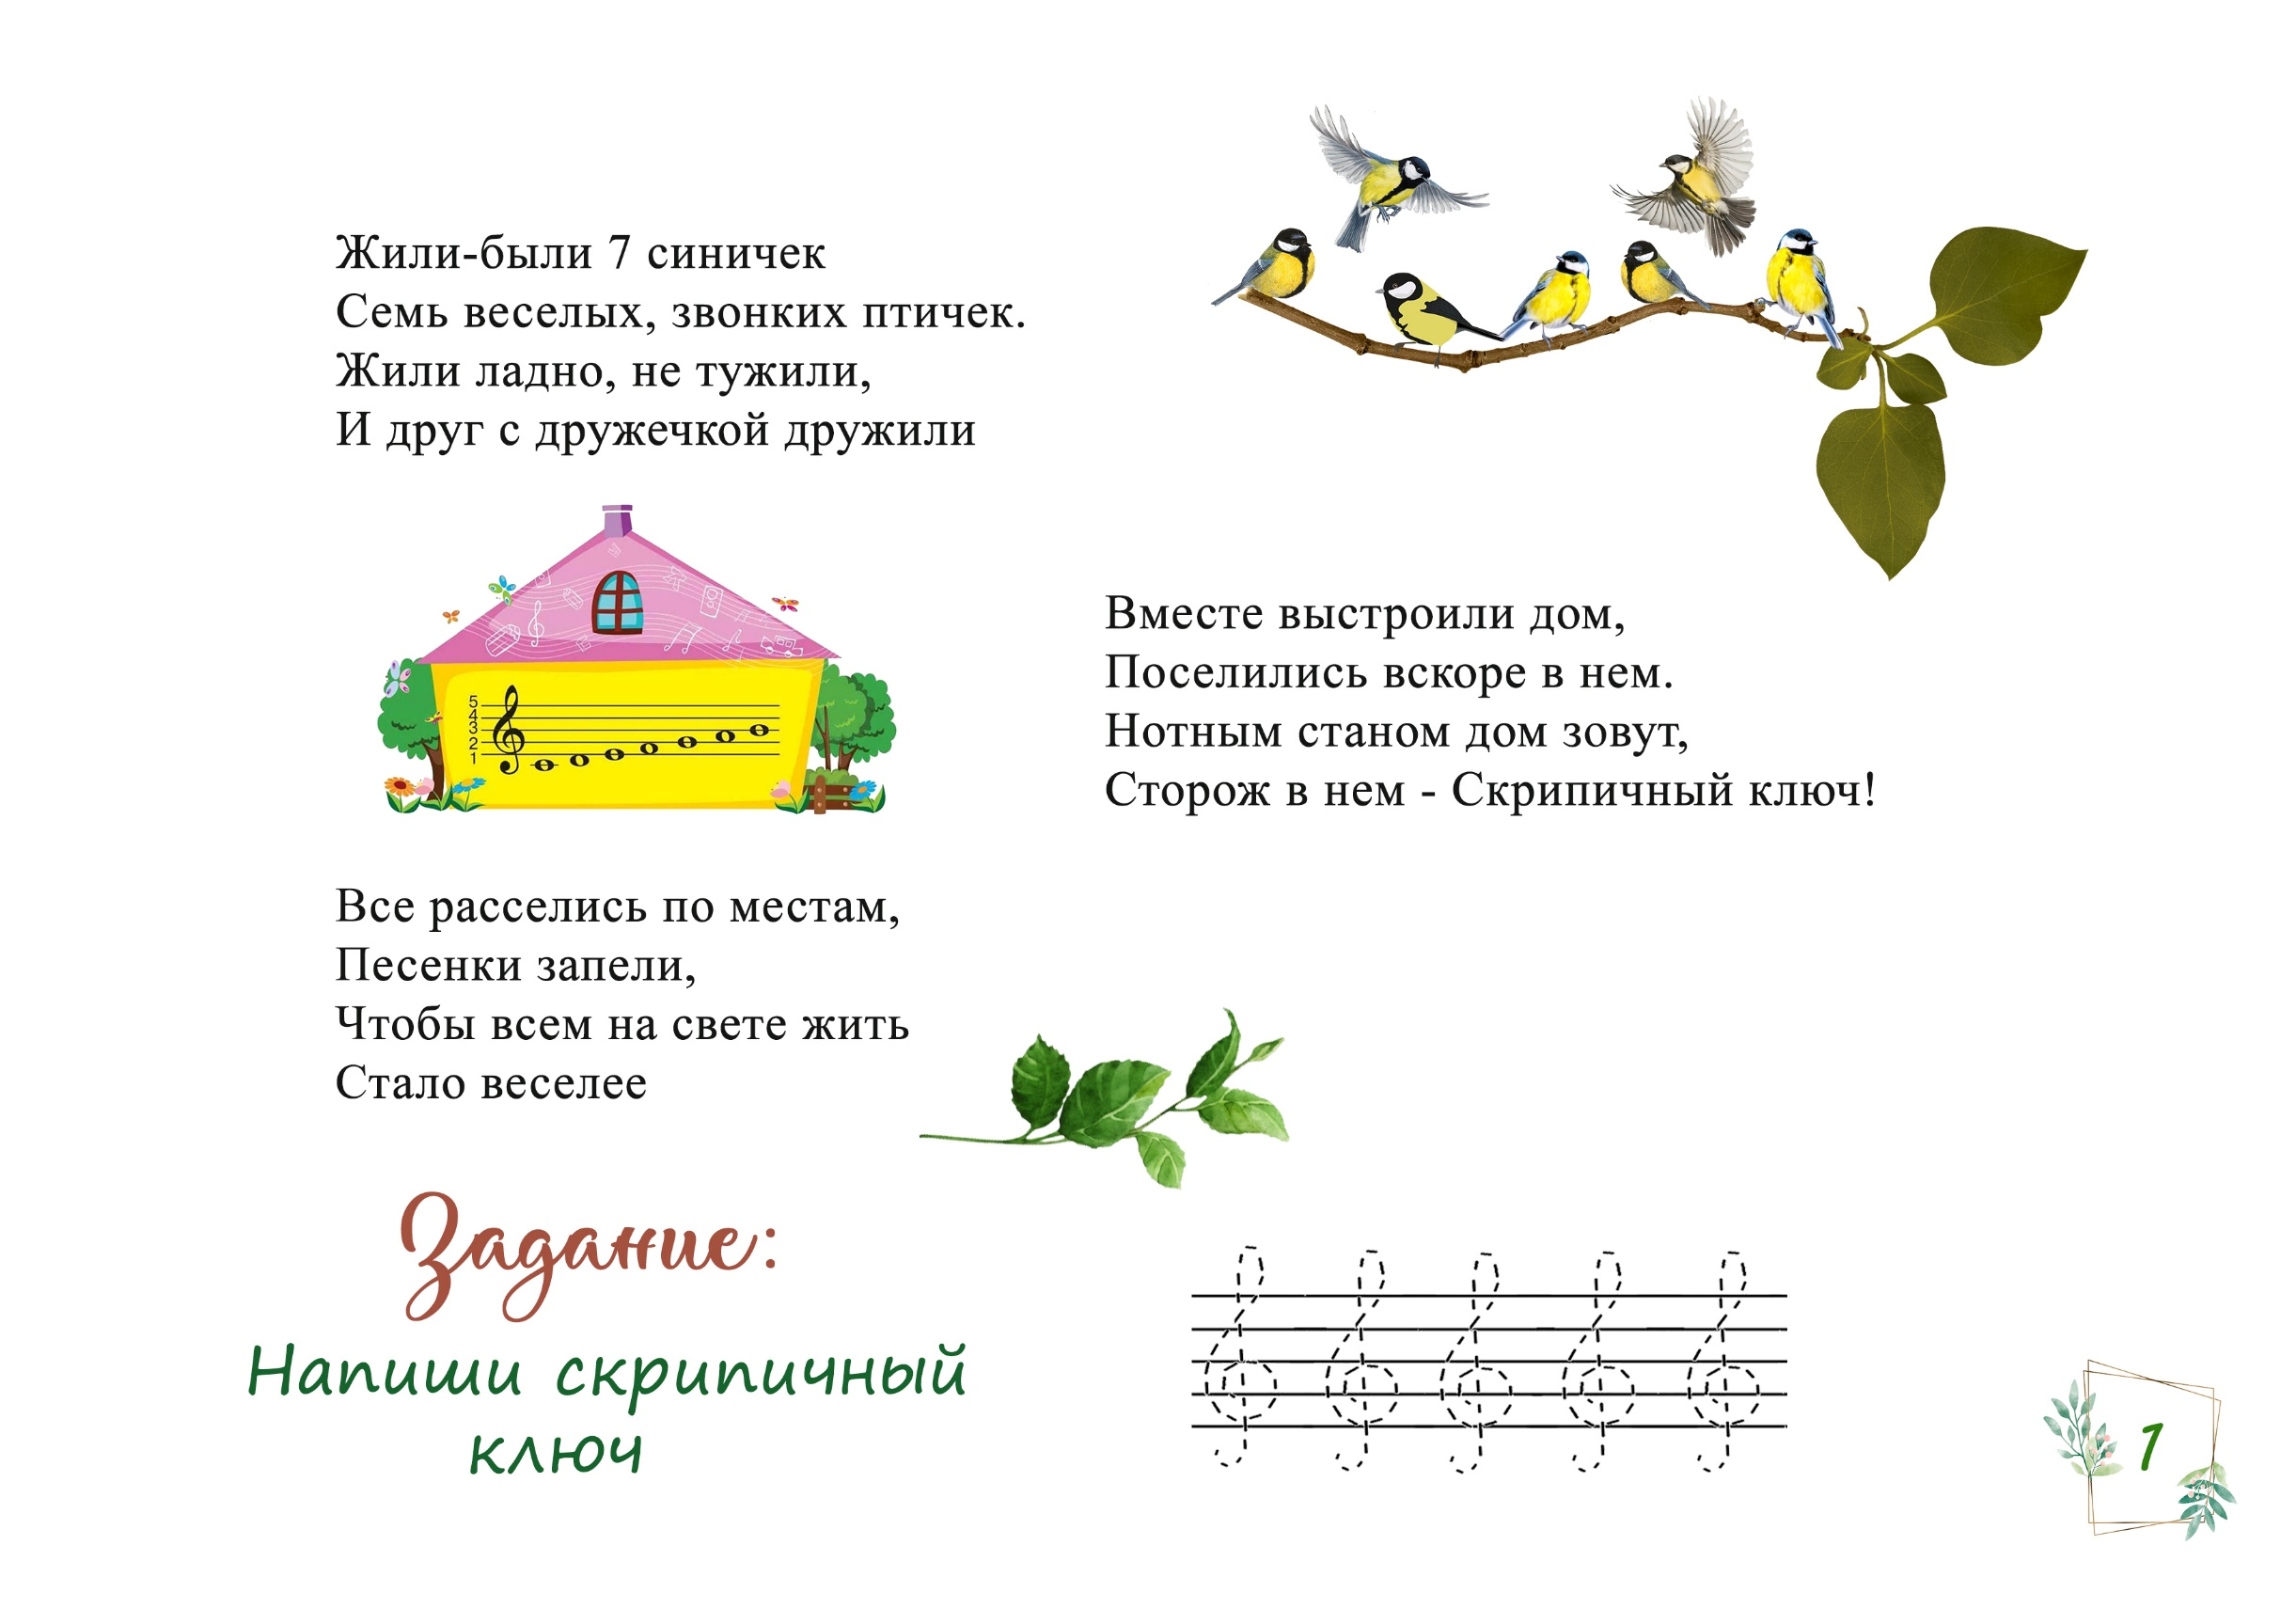 Жили-были 7 синичек
Семь веселых, звонких птичек.
Жили ладно, не тужили,
И друг с дружечкой дружили
5
4
3
2
1
Вместе выстроили дом,
Поселились вскоре в нем.
Нотным станом дом зовут,
Сторож в нем - Скрипичный ключ!
Все расселись по местам,
Песенки запели,
Чтобы всем на свете жить
Стало веселее
Задание:
Напиши скрипичный
ключ
1